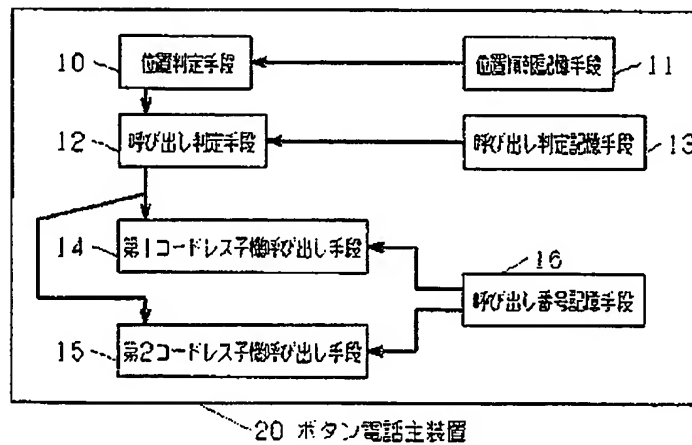 10 位置判定手段 位置情報記憶手段 11
12 呼び出し判定手段 呼び出し判定記憶手段 13
14 第1コードレス子機呼び出し手段
16
呼び出し番号記憶手段
15 第2コードレス子機呼び出し手段
20 ボタン電話主装置